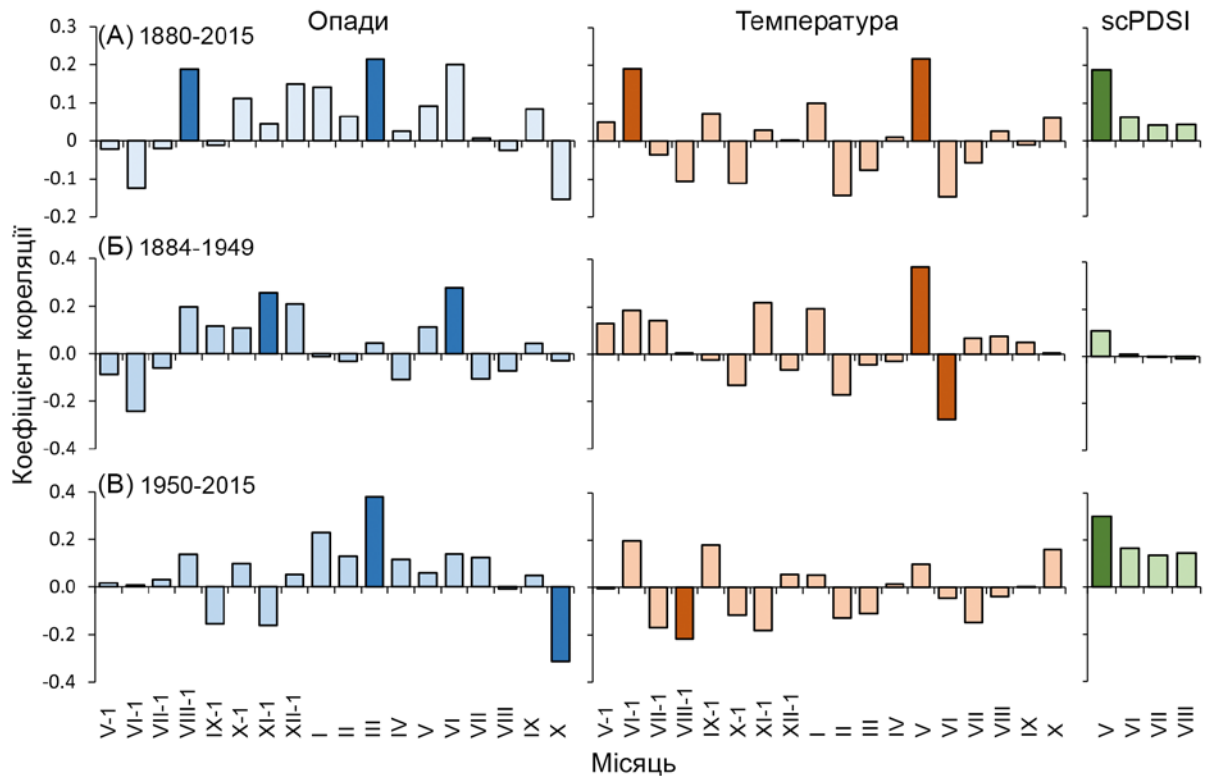 Опади
Температура
scPDSI
(А) 1880-2015
0.3
0.2
0.1
0
-0.1
-0.2
(Б) 1884-1949
0.4
0.2
0.0
-0.2
-0.4
(В) 1950-2015
0.4
0.2
0.0
-0.2
-0.4
Коефіцієнт кореляції
V-1 VI-1 VII-1 VIII-1 IX-1 X-1 XI-1 XII-1 I II III IV V VI VII VIII IX X
V-1 VI-1 VII-1 VIII-1 IX-1 X-1 XI-1 XII-1 I II III IV V VI VII VIII IX X
V VI VII VIII
Місяць